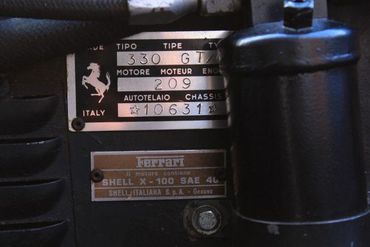 TIPO TYPE
330 GT
MOTORE MOTEUR
209
AUTOTELAIO CHASSIS
☆10631☆
ITALY
Ferrari
Il motore contiene
SHELL X-100 SAE 40
SHELL ITALIANA S.p.A. - Genova